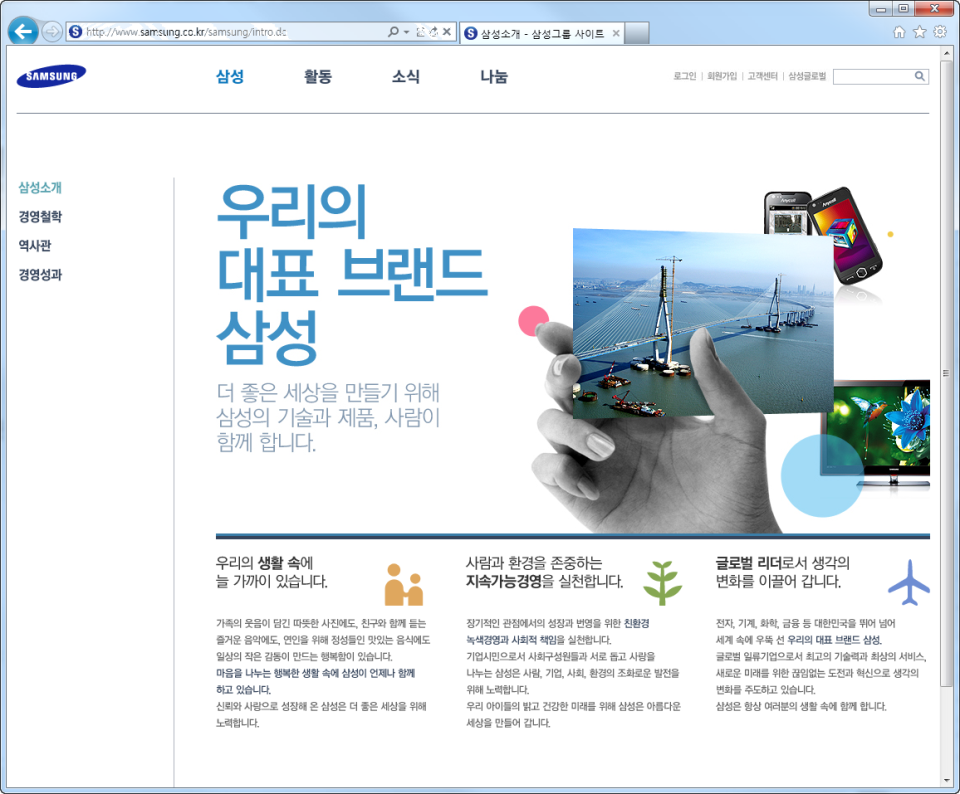 http://www.samsung.co.kr/samsung/intro.do
삼성소개 - 삼성그룹 사이트
SAMSUNG
삼성 활동 소식 나눔
로그인 | 회원가입 | 고객센터 | 삼성글로벌
삼성소개
경영철학
역사관
경영성과
우리의
대표 브랜드
삼성
더 좋은 세상을 만들기 위해
삼성의 기술과 제품, 사람이
함께 합니다.
Anycall
Anycall
우리의 생활 속에
늘 가까이 있습니다.
가족의 웃음이 담긴 따뜻한 사진에도, 친구와 함께 듣는
즐거운 음악에도, 연인을 위해 정성들인 맛있는 음식에도
일상의 작은 감동이 만드는 행복함이 있습니다.
마음을 나누는 행복한 생활 속에 삼성이 언제나 함께
하고 있습니다.
신뢰와 사랑으로 성장해 온 삼성은 더 좋은 세상을 위해
노력합니다.
사람과 환경을 존중하는
지속가능경영을 실천합니다.
장기적인 관점에서의 성장과 번영을 위한 친환경
녹색경영과 사회적 책임을 실천합니다.
기업시민으로서 사회구성원들과 서로 돕고 사랑을
나누는 삼성은 사람, 기업, 사회, 환경의 조화로운 발전을
위해 노력합니다.
우리 아이들의 밝고 건강한 미래를 위해 삼성은 아름다운
세상을 만들어 갑니다.
글로벌 리더로서 생각의
변화를 이끌어 갑니다.
전자, 기계, 화학, 금융 등 대한민국을 뛰어 넘어
세계 속에 우뚝 선 우리의 대표 브랜드 삼성.
글로벌 일류기업으로서 최고의 기술력과 최상의 서비스,
새로운 미래를 위한 끊임없는 도전과 혁신으로 생각의
변화를 주도하고 있습니다.
삼성은 항상 여러분의 생활 속에 함께 합니다.